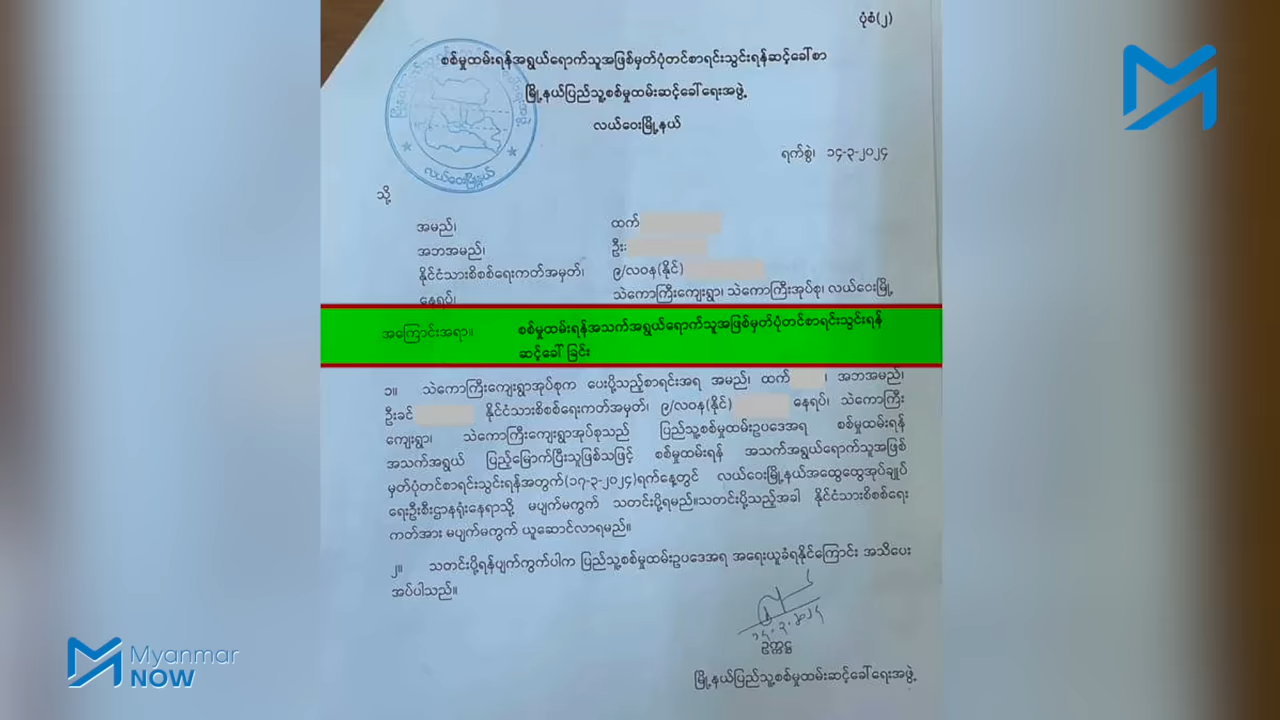 ပုံစံ(၂)
စစ်မှုထမ်းရန်အရွယ်ရောက်သူအဖြစ်မှတ်ပုံတင်စာရင်းသွင်းရန်ဆင့်ခေါ်စာ
မြို့နယ်ပြည်သူ့စစ်မှုထမ်းဆင့်ခေါ်ရေးအဖွဲ့
လယ်ဝေးမြို့နယ်
ရက်စွဲ၊ ၁၄-၃-၂၀၂၄
လယ်ဝေးမြို့နယ်
သို့
အမည်၊ ထက်
အဘအမည်၊ ဦး
နိုင်ငံသားစိစစ်ရေးကတ်အမှတ်၊ ၉/လဝန(နိုင်)
နေရပ်၊ သဲကောကြီးကျေးရွာ၊ သဲကောကြီးအုပ်စု၊ လယ်ဝေးမြို့
အကြောင်းအရာ။ စစ်မှုထမ်းရန်အသက်အရွယ်ရောက်သူအဖြစ်မှတ်ပုံတင်စာရင်းသွင်းရန်
ဆင့်ခေါ်ခြင်း
၁။ သဲကောကြီးကျေးရွာအုပ်စုက ပေးပို့သည့်စာရင်းအရ အမည်၊ ထက် ၊ အဘအမည်၊
ဦးခင် နိုင်ငံသားစိစစ်ရေးကတ်အမှတ်၊ ၉/လဝန(နိုင်) နေရပ်၊ သဲကောကြီး
ကျေးရွာ၊ သဲကောကြီးကျေးရွာအုပ်စုသည် ပြည်သူ့စစ်မှုထမ်းဥပဒေအရ စစ်မှုထမ်းရန်
အသက်အရွယ် ပြည့်မြောက်ပြီးသူဖြစ်သဖြင့် စစ်မှုထမ်းရန် အသက်အရွယ်ရောက်သူအဖြစ်
မှတ်ပုံတင်စာရင်းသွင်းရန်အတွက်(၁၇-၃-၂၀၂၄)ရက်နေ့တွင် လယ်ဝေးမြို့နယ်အထွေထွေအုပ်ချုပ်
ရေးဦးစီးဌာနရုံးနေရာသို့ မပျက်မကွက် သတင်းပို့ရမည်။သတင်းပို့သည့်အခါ နိုင်ငံသားစိစစ်ရေး
ကတ်အား မပျက်မကွက် ယူဆောင်လာရမည်။
၂။ သတင်းပို့ရန်ပျက်ကွက်ပါက ပြည်သူ့စစ်မှုထမ်းဥပဒေအရ အရေးယူခံရနိုင်ကြောင်း အသိပေး
အပ်ပါသည်။
ဥက္ကဋ္ဌ
မြို့နယ်ပြည်သူ့စစ်မှုထမ်းဆင့်ခေါ်ရေးအဖွဲ့
Myanmar
NOW